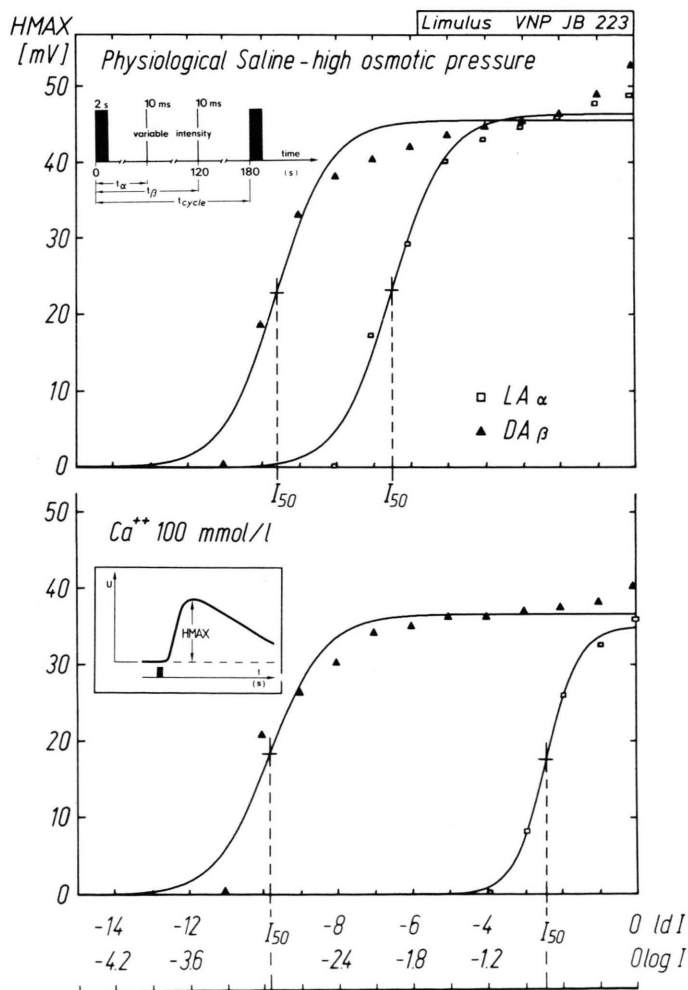 HMAX
[mV]
Limulus VNP JB 223
Physiological Saline - high osmotic pressure
2 s 10 ms 10 ms
variable intensity
time
(s)
0 60 120 180
tα
tβ
tcycle
50
40
30
20
10
0
□ LA α
▲ DA β
I50 I50
Ca++ 100 mmol/l
U
HMAX
t
(s)
50
40
30
20
10
0
-14 -12 I50 -8 -6 -4 I50 0 ld I
-4.2 -3.6 -2.4 -1.8 -1.2 0 log I